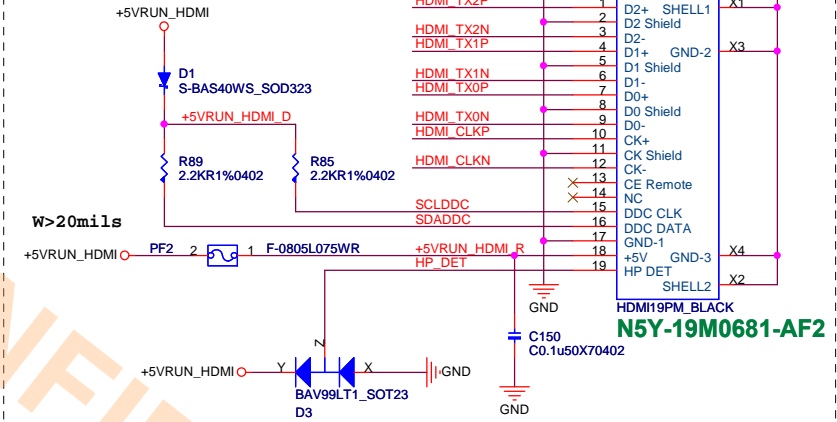 +5VRUN_HDMI
D1
S-BAS40WS_SOD323
+5VRUN_HDMI_D
R89
2.2KR1%0402
R85
2.2KR1%0402
W>20mils
+5VRUN_HDMI
PF2
2
1
F-0805L075WR
+5VRUN_HDMI_R
HP_DET
SCLDDC
SDADDC
HDMI_TX2P
HDMI_TX2N
HDMI_TX1P
HDMI_TX1N
HDMI_TX0P
HDMI_TX0N
HDMI_CLKP
HDMI_CLKN
1 D2+ SHELL1 X1
2 D2 Shield
3 D2-
4 D1+ GND-2 X3
5 D1 Shield
6 D1-
7 D0+
8 D0 Shield
9 D0-
10 CK+
11 CK Shield
12 CK-
13 CE Remote
14 NC
15 DDC CLK
16 DDC DATA
17 GND-1
18 +5V GND-3 X4
19 HP DET
SHELL2 X2
HDMI19PM_BLACK
N5Y-19M0681-AF2
GND
C150
C0.1u50X70402
GND
+5VRUN_HDMI
Y
Z
X
GND
BAV99LT1_SOT23
D3